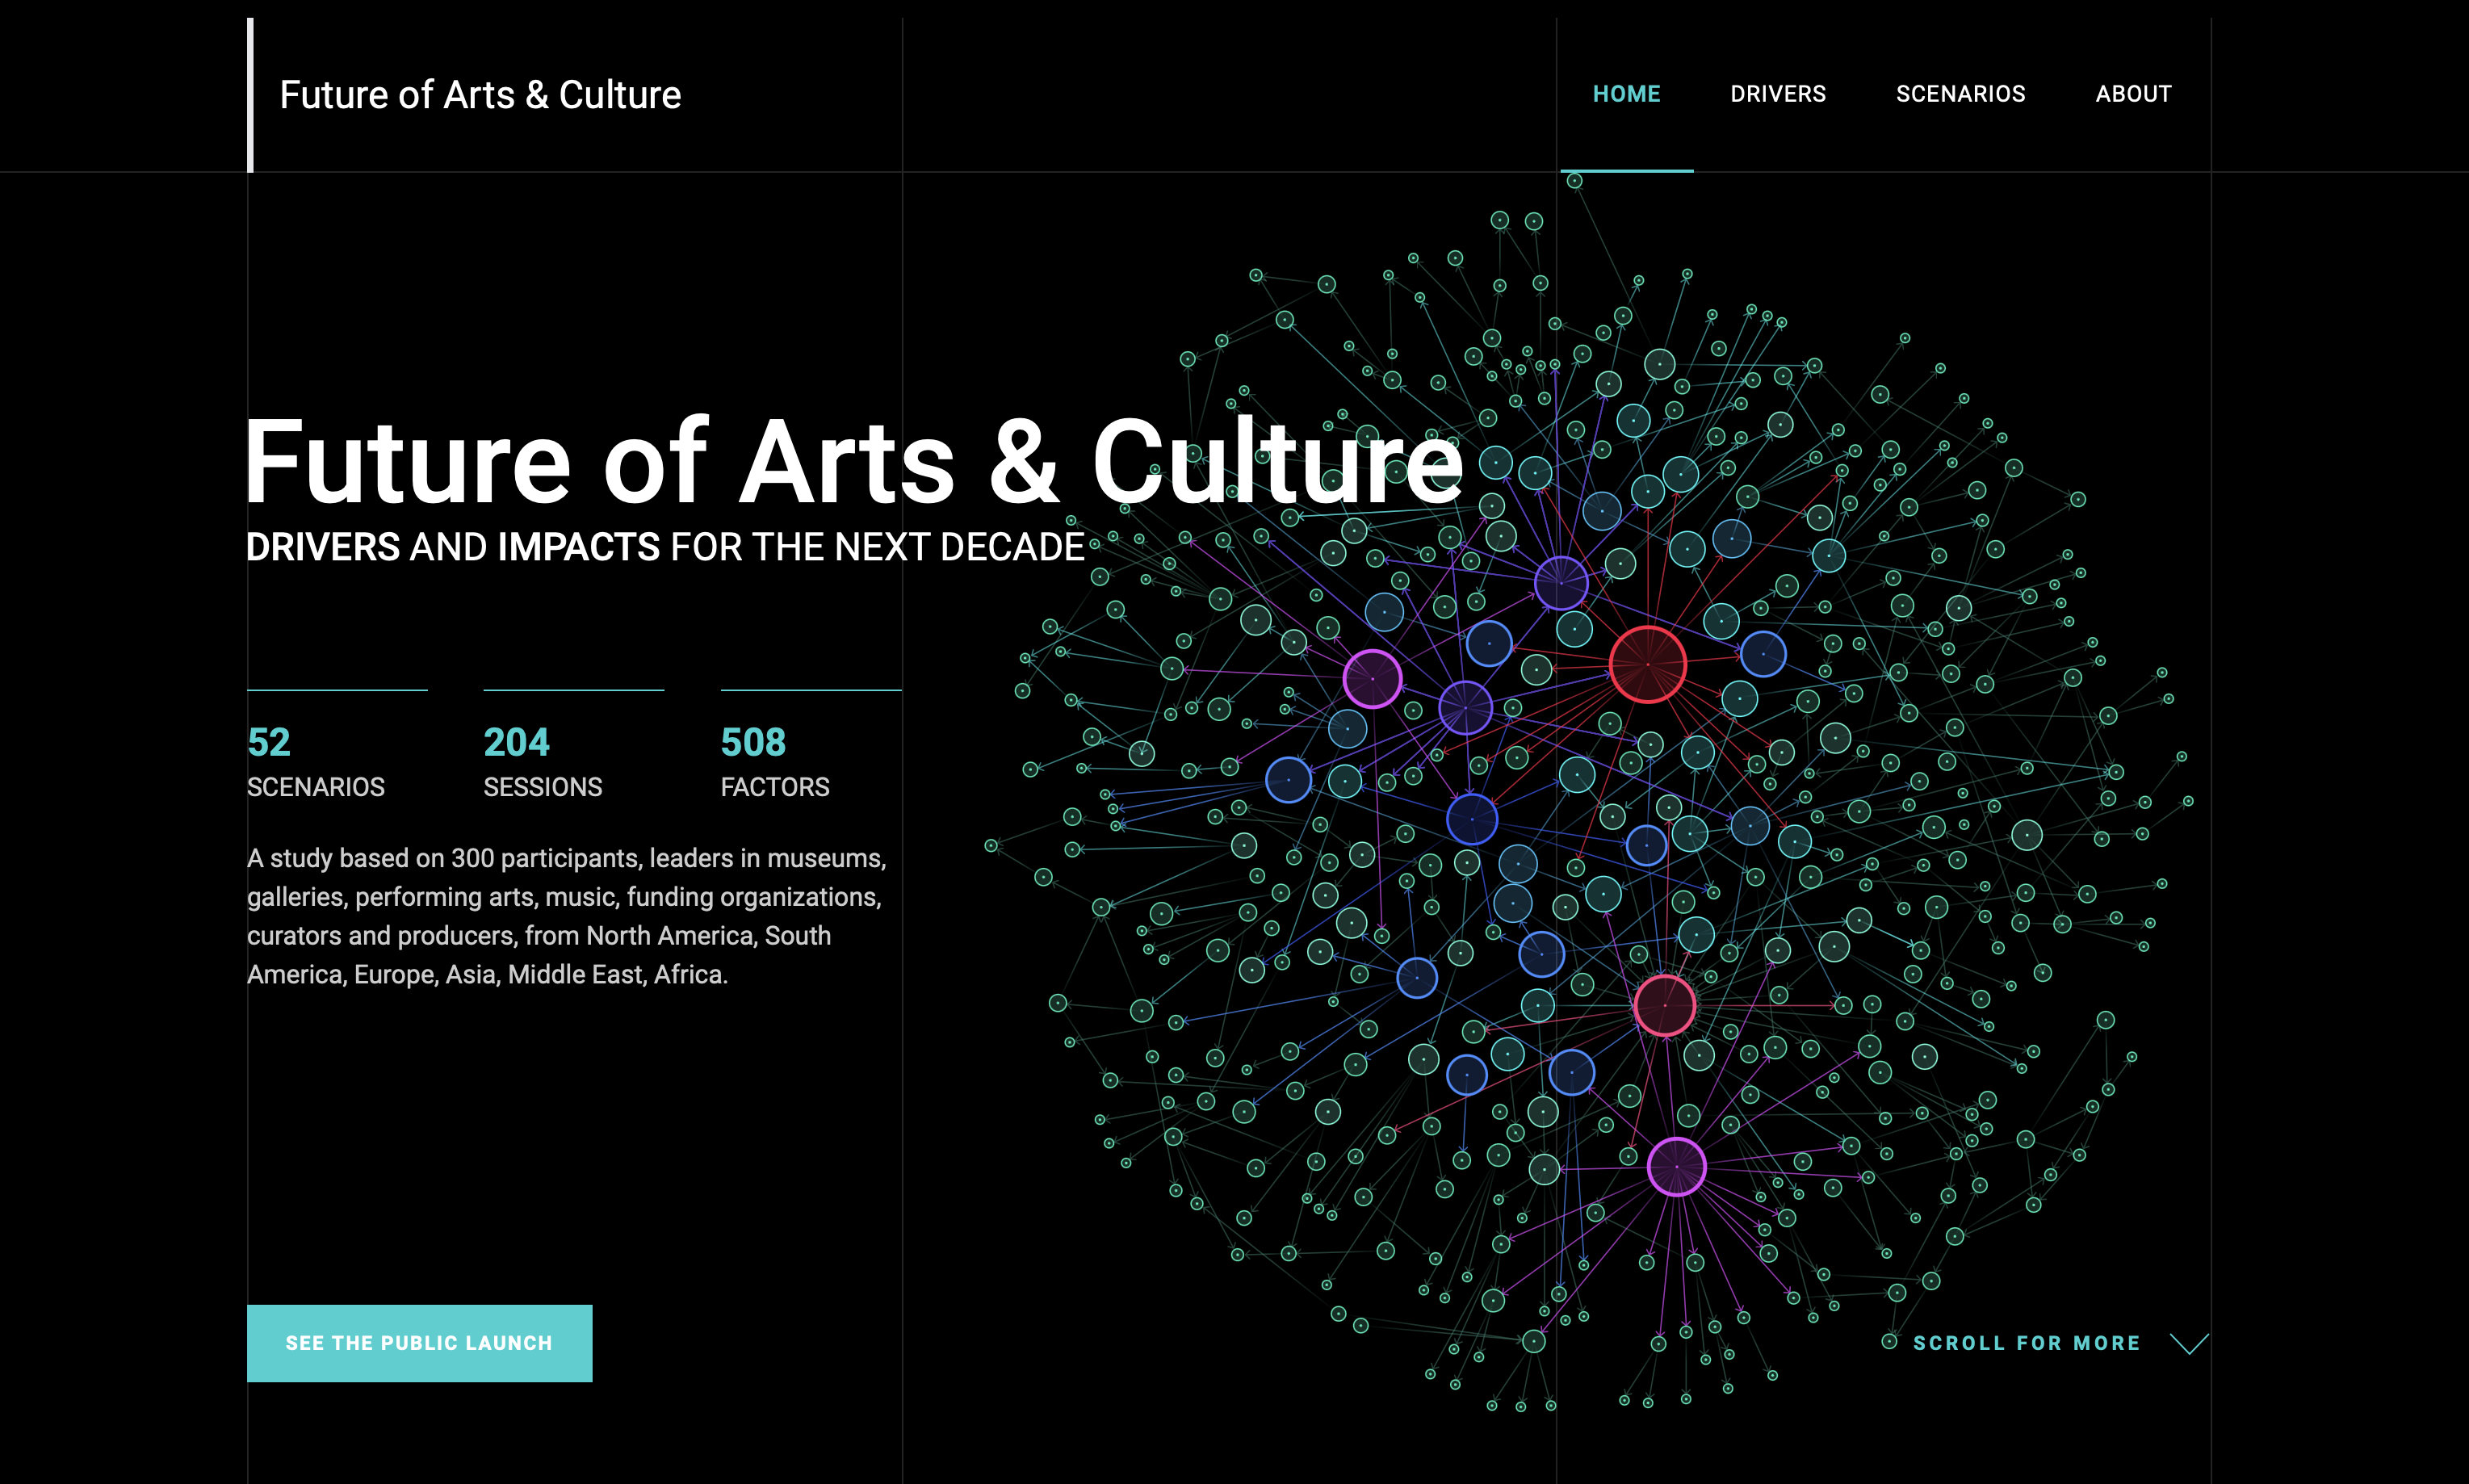 Future of Arts & Culture
HOME
DRIVERS
SCENARIOS
ABOUT
Future of Arts & Culture
DRIVERS AND IMPACTS FOR THE NEXT DECADE
52
SCENARIOS
204
SESSIONS
508
FACTORS
A study based on 300 participants, leaders in museums,
galleries, performing arts, music, funding organizations,
curators and producers, from North America, South
America, Europe, Asia, Middle East, Africa.
SEE THE PUBLIC LAUNCH
SCROLL FOR MORE